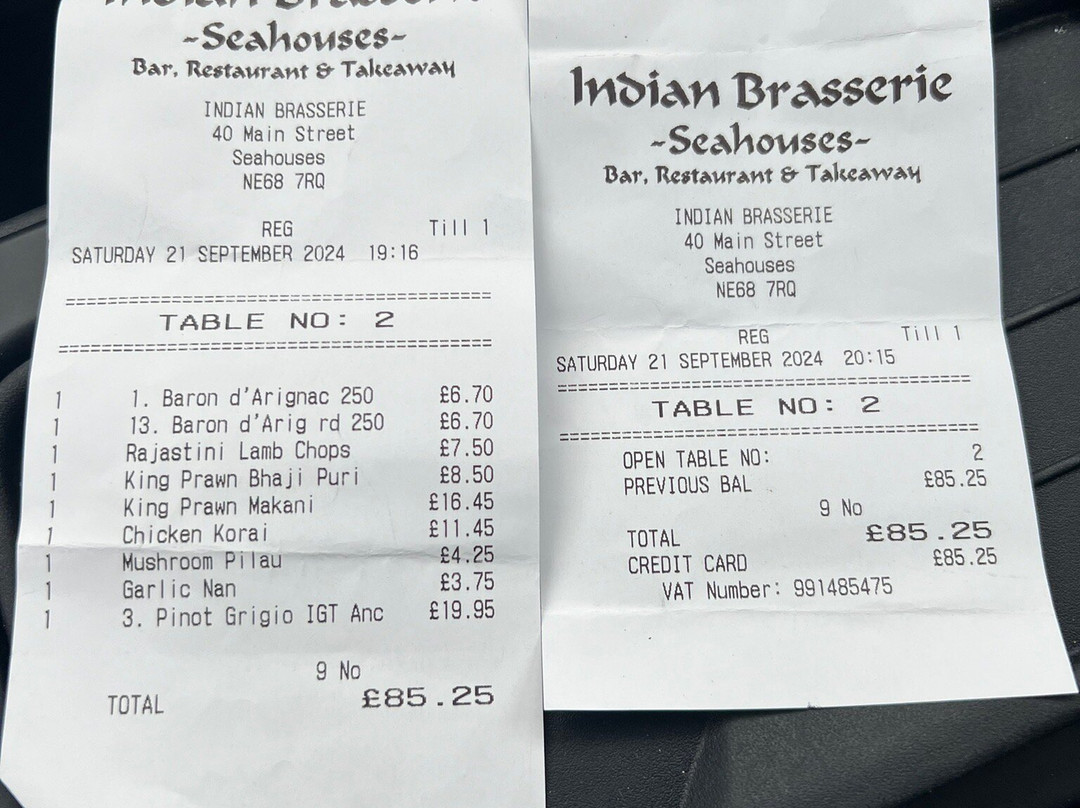 Indian Brasserie
-Seahouses-
Bar, Restaurant & Takeaway
INDIAN BRASSERIE
40 Main Street
Seahouses
NE68 7RQ
REG Till 1
SATURDAY 21 SEPTEMBER 2024 19:16
========================================
TABLE NO: 2
========================================
1 1. Baron d'Arignac 250 £6.70
1 13. Baron d'Arig rd 250 £6.70
1 Rajastini Lamb Chops £7.50
1 King Prawn Bhaji Puri £8.50
1 King Prawn Makani £16.45
1 Chicken Korai £11.45
1 Mushroom Pilau £4.25
1 Garlic Nan £3.75
1 3. Pinot Grigio IGT Anc £19.95
9 No
TOTAL £85.25
Indian Brasserie
-Seahouses-
Bar, Restaurant & Takeaway
INDIAN BRASSERIE
40 Main Street
Seahouses
NE68 7RQ
REG Till 1
SATURDAY 21 SEPTEMBER 2024 20:15
========================================
TABLE NO: 2
========================================
OPEN TABLE NO: 2
PREVIOUS BAL £85.25
9 No
TOTAL £85.25
CREDIT CARD £85.25
VAT Number: 991485475